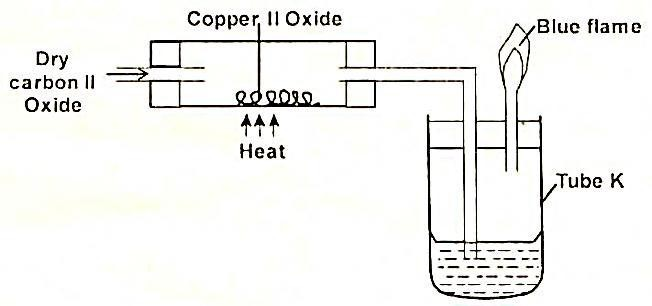 Copper II Oxide
Blue flame
Dry
carbon II
Oxide
Heat
Tube K